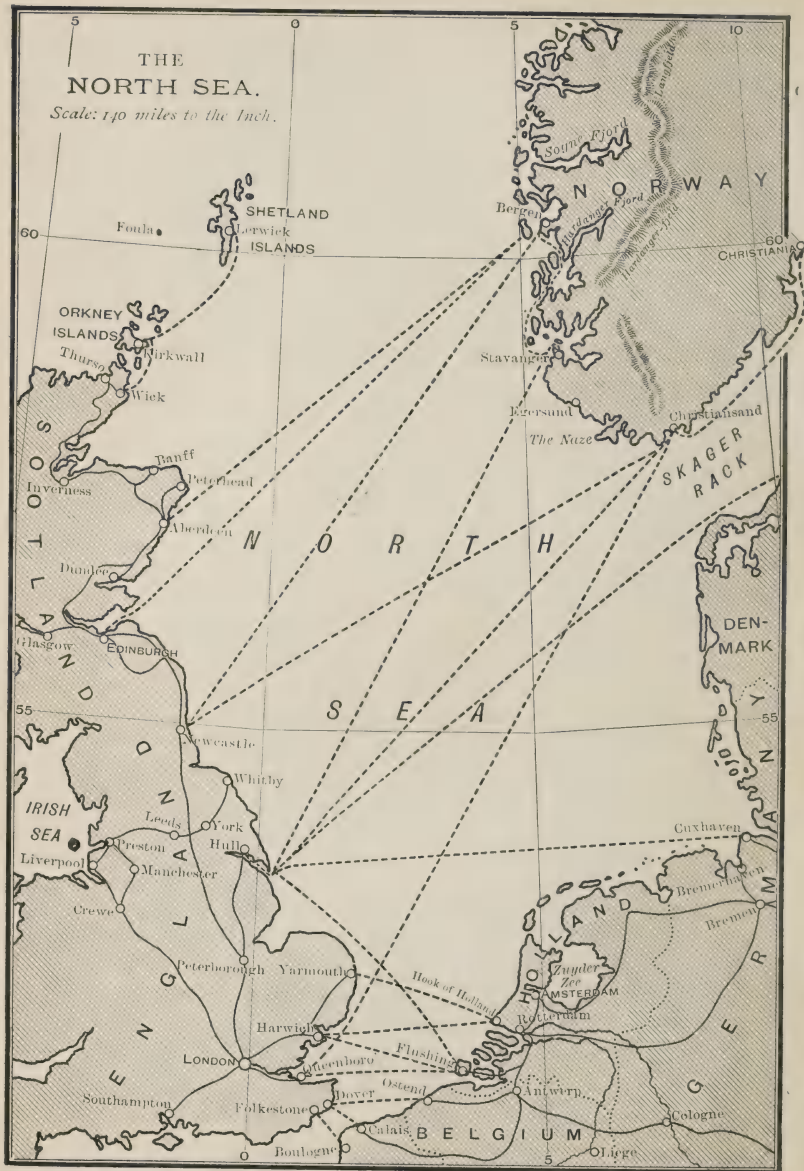 5
0
5
10
THE
NORTH SEA.
Scale: 140 miles to the Inch.
Langfjeld
Sogne Fjord
NORWAY
SHETLAND
ISLANDS
Bergen
Hardanger Fjord
Hardanger-fjeld
Foula
Lerwick
60
60
CHRISTIANIA
ORKNEY
ISLANDS
Kirkwall
Thurso
Wick
Stavanger
Egersund
The Naze
Christiansand
SKAGER
RACK
SCOTLAND
Banff
Peterhead
Inverness
Aberdeen
NORTH
Dundee
DEN-
MARK
Glasgow
EDINBURGH
55
SEA
55
Newcastle
Whitby
IRISH
SEA
Leeds
York
Hull
Preston
Liverpool
Manchester
Cuxhaven
Bremerhaven
Bremen
Crewe
ENGLAND
HOLLAND
GERMANY
Peterborough
Yarmouth
Hook of Holland
Zuyder
Zee
AMSTERDAM
Harwich
Rotterdam
LONDON
Queenboro'
Flushing
Southampton
Folkestone
Dover
Ostend
Antwerp
Calais
BELGIUM
Cologne
Boulogne
Liege
0
5